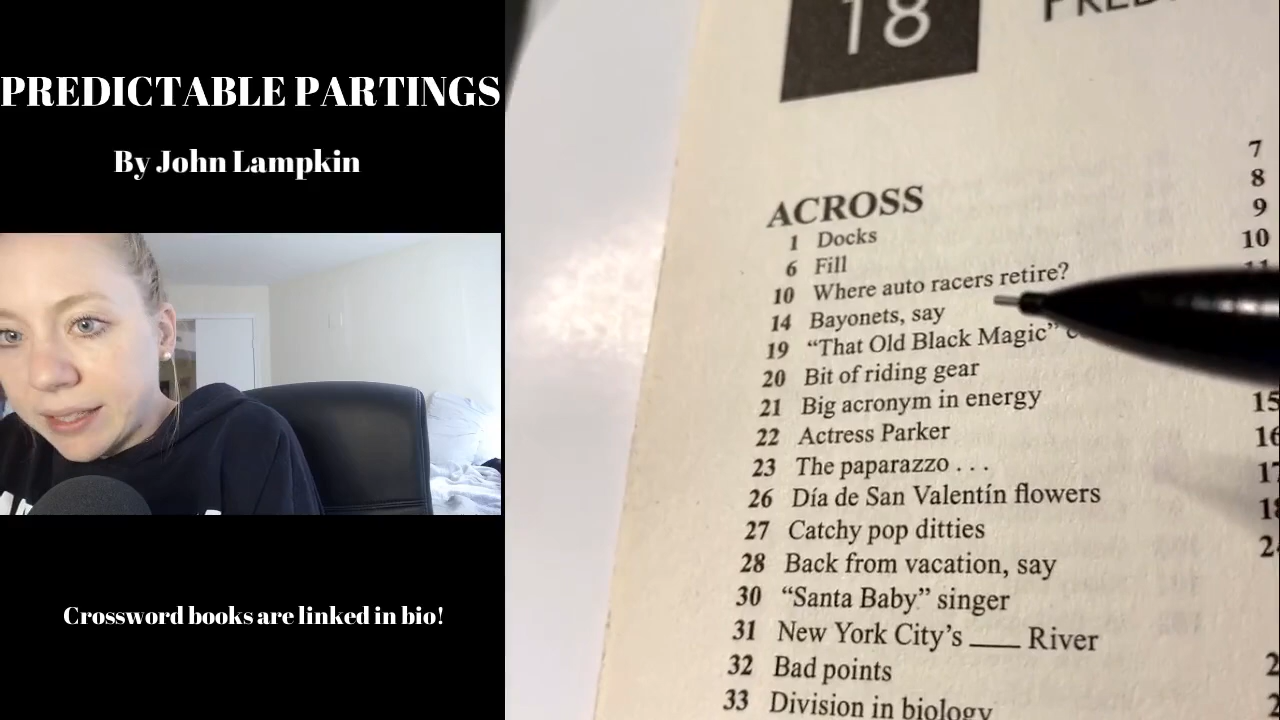 PREDICTABLE PARTINGS
By John Lampkin
Crossword books are linked in bio!
18
ACROSS
1 Docks
6 Fill
10 Where auto racers retire?
14 Bayonets, say
19 “That Old Black Magic”
20 Bit of riding gear
21 Big acronym in energy
22 Actress Parker
23 The paparazzo . . .
26 Día de San Valentín flowers
27 Catchy pop ditties
28 Back from vacation, say
30 “Santa Baby” singer
31 New York City’s ____ River
32 Bad points
33 Division in biology
7
8
9
10
15
16
17